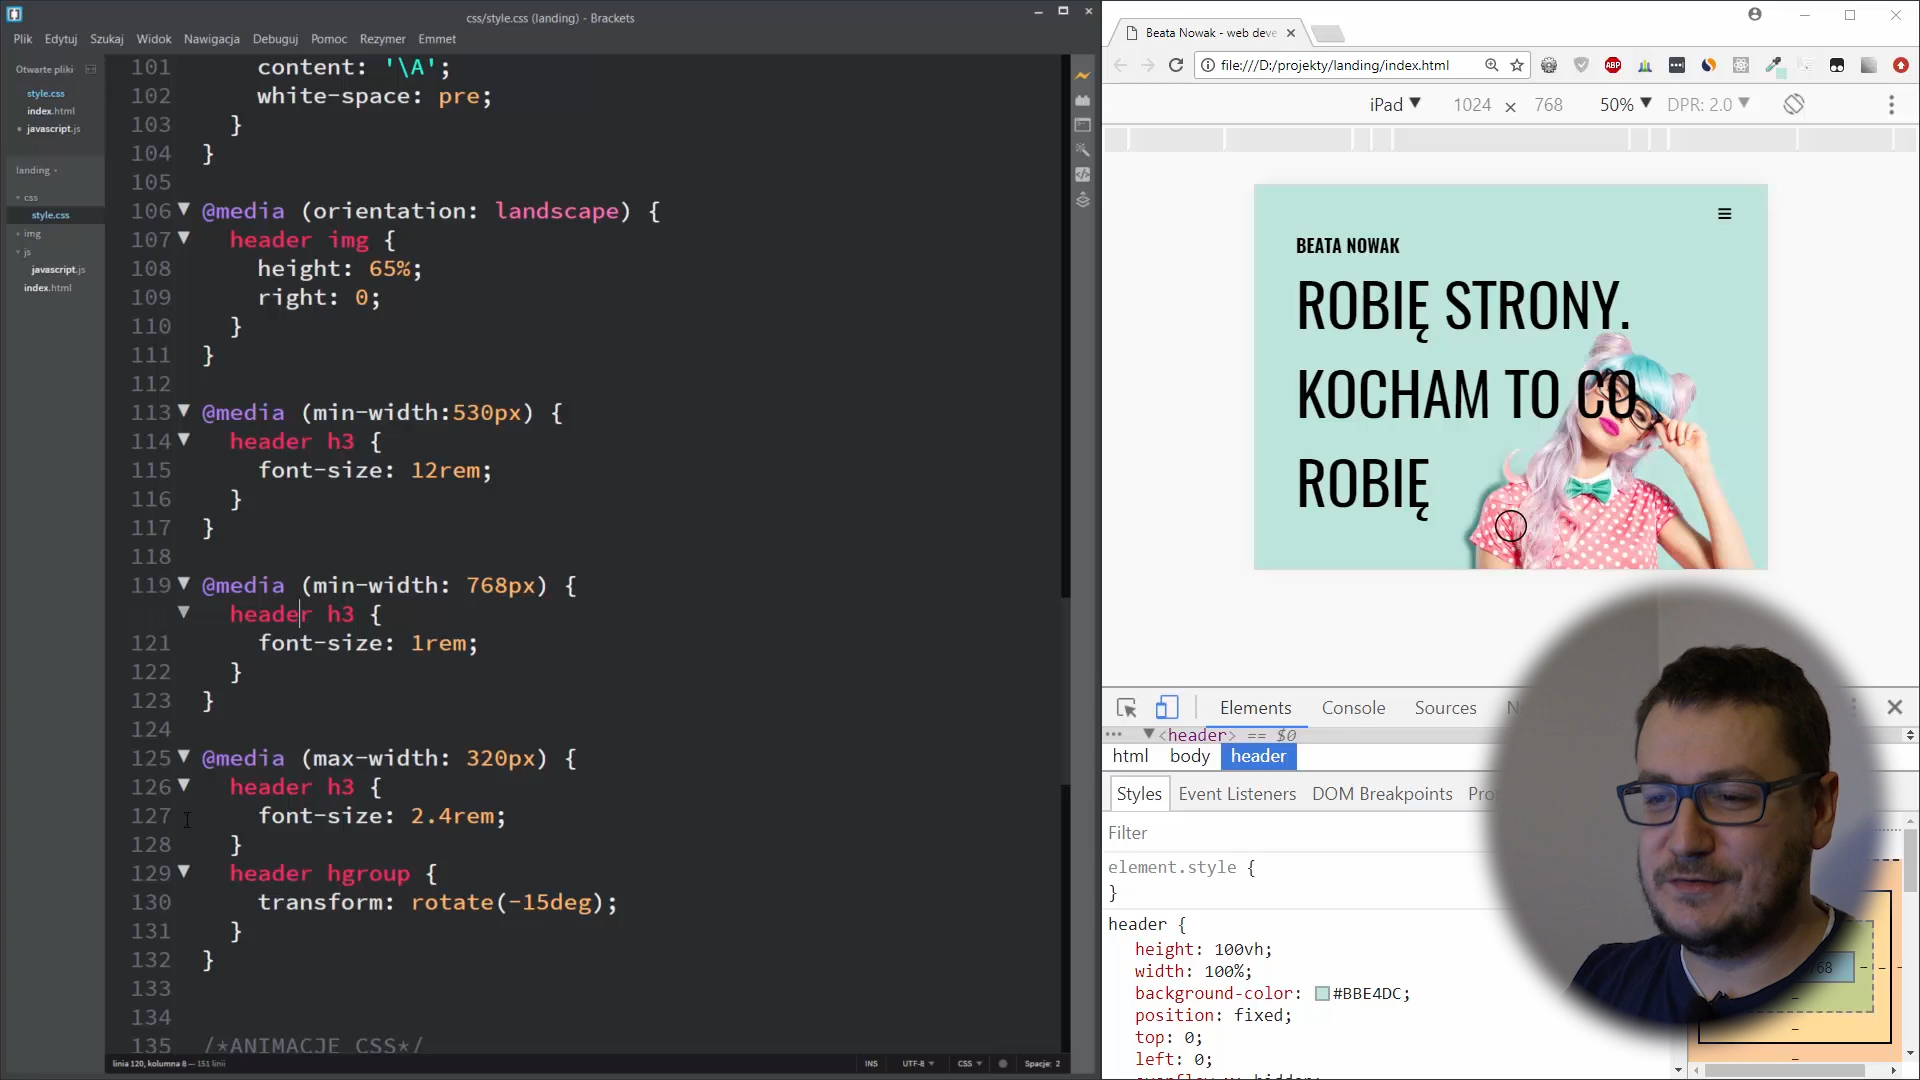 css/style.css (landing) - Brackets
Plik Edytuj Szukaj Widok Nawigacja Debuguj Pomoc Rezymer Emmet
Otwarte pliki
style.css
index.html
javascript.js
landing
css
style.css
img
js
javascript.js
index.html
101 content: '\A';
102 white-space: pre;
103 }
104 }
105
106 @media (orientation: landscape) {
107 header img {
108 height: 65%;
109 right: 0;
110 }
111 }
112
113 @media (min-width:530px) {
114 header h3 {
115 font-size: 12rem;
116 }
117 }
118
119 @media (min-width: 768px) {
header h3 {
121 font-size: 1rem;
122 }
123 }
124
125 @media (max-width: 320px) {
126 header h3 {
127 font-size: 2.4rem;
128 }
129 header hgroup {
130 transform: rotate(-15deg);
131 }
132 }
133
134
135 /*ANIMACJE CSS*/
linia 120, kolumna 8 — 151 linii
INS UTF-8 CSS Spacje: 2
Beata Nowak - web deve
file:///D:/projekty/landing/index.html
ABP
iPad 1024 × 768 50% DPR: 2.0
BEATA NOWAK
ROBIĘ STRONY.
KOCHAM TO CO
ROBIĘ
Elements Console Sources
<header> == $0
html body header
Styles Event Listeners DOM Breakpoints
Filter
element.style {
}
header {
height: 100vh;
width: 100%;
background-color: #BBE4DC;
position: fixed;
top: 0;
left: 0;
768